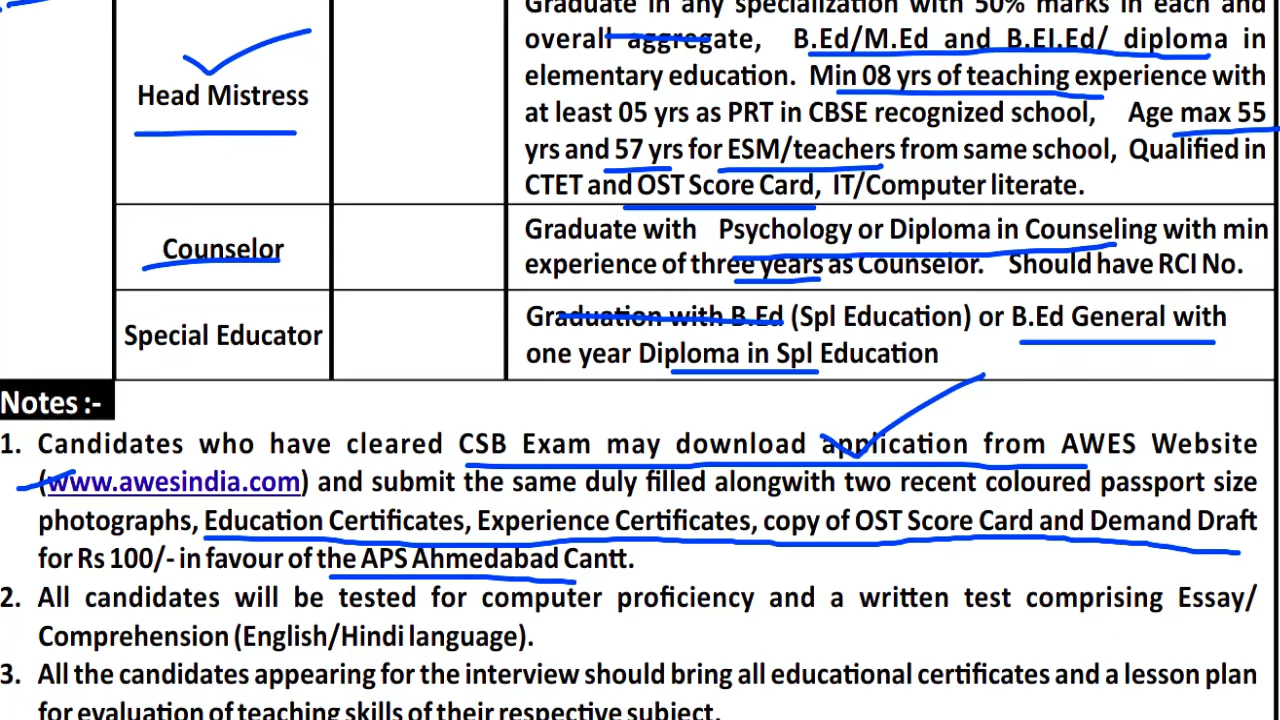 Graduate in any specialization with 50% marks in each and
overall aggregate, B.Ed/M.Ed and B.EI.Ed/ diploma in
elementary education. Min 08 yrs of teaching experience with
Head Mistress
at least 05 yrs as PRT in CBSE recognized school, Age max 55
yrs and 57 yrs for ESM/teachers from same school, Qualified in
CTET and OST Score Card, IT/Computer literate.
Counselor
Graduate with Psychology or Diploma in Counseling with min
experience of three years as Counselor. Should have RCI No.
Special Educator
Graduation with B.Ed (Spl Education) or B.Ed General with
one year Diploma in Spl Education
Notes :-
1. Candidates who have cleared CSB Exam may download application from AWES Website
(www.awesindia.com) and submit the same duly filled alongwith two recent coloured passport size
photographs, Education Certificates, Experience Certificates, copy of OST Score Card and Demand Draft
for Rs 100/- in favour of the APS Ahmedabad Cantt.
2. All candidates will be tested for computer proficiency and a written test comprising Essay/
Comprehension (English/Hindi language).
3. All the candidates appearing for the interview should bring all educational certificates and a lesson plan
for evaluation of teaching skills of their respective subject.